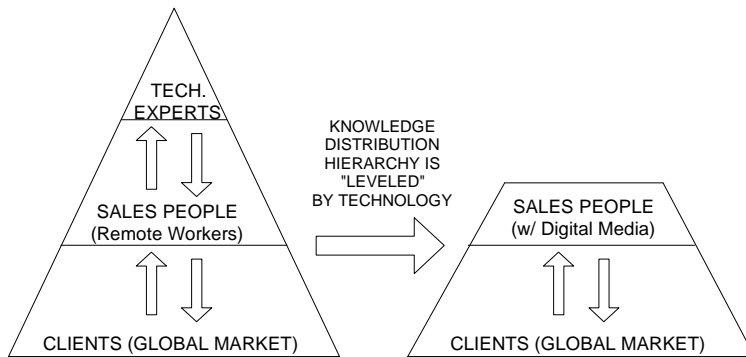 TECH.
EXPERTS
SALES PEOPLE
(Remote Workers)
CLIENTS (GLOBAL MARKET)
KNOWLEDGE
DISTRIBUTION
HIERARCHY IS
"LEVELED"
BY TECHNOLOGY
SALES PEOPLE
(w/ Digital Media)
CLIENTS (GLOBAL MARKET)